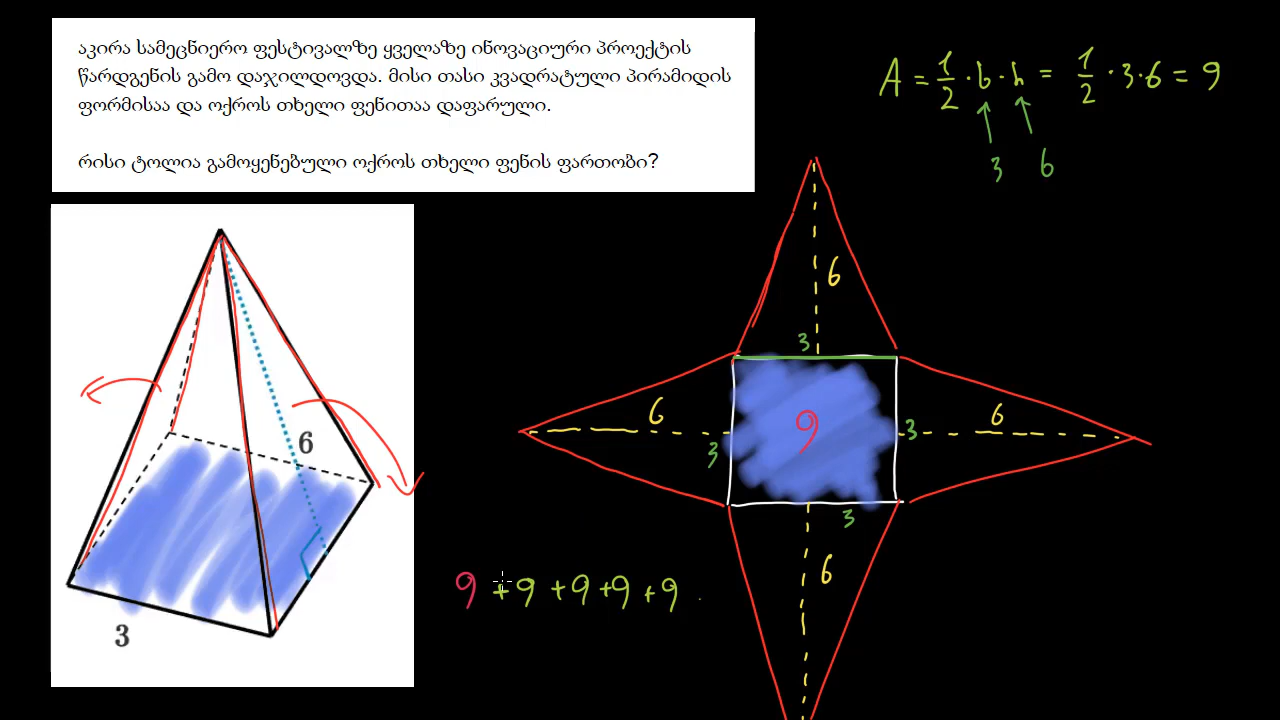 აკირა სამეცნიერო ფესტივალზე ყველაზე ინოვაციური პროექტის
წარდგენის გამო დაჯილდოვდა. მისი თასი კვადრატული პირამიდის
ფორმისაა და ოქროს თხელი ფენითაა დაფარული.
რისი ტოლია გამოყენებული ოქროს თხელი ფენის ფართობი?
A = 1/2 · b · h = 1/2 · 3 · 6 = 9
3 6
6
3
6
3
6
3
9
3
6
3
6
9 + 9 + 9 + 9 + 9